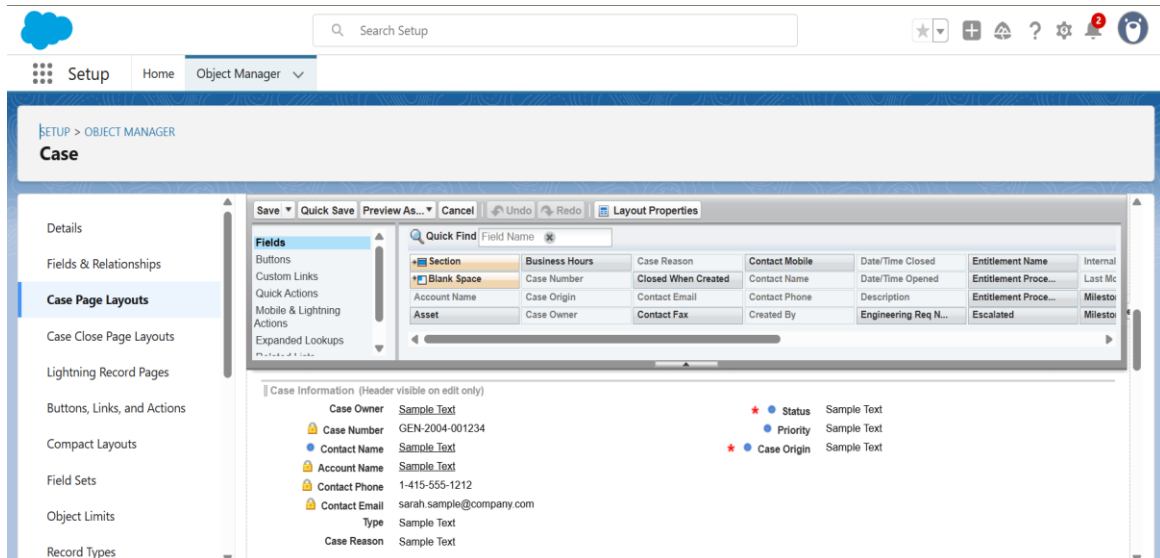 Search Setup
2
Setup Home Object Manager
SETUP > OBJECT MANAGER
Case
Details
Fields & Relationships
Case Page Layouts
Case Close Page Layouts
Lightning Record Pages
Buttons, Links, and Actions
Compact Layouts
Field Sets
Object Limits
Record Types
Save Quick Save Preview As... Cancel Undo Redo Layout Properties
Fields
Buttons
Custom Links
Quick Actions
Mobile & Lightning
Actions
Expanded Lookups
Quick Find Field Name
Section Business Hours Case Reason Contact Mobile Date/Time Closed Entitlement Name Internal
Blank Space Case Number Closed When Created Contact Name Date/Time Opened Entitlement Proce... Last Mo
Account Name Case Origin Contact Email Contact Phone Description Entitlement Proce... Milesto
Asset Case Owner Contact Fax Created By Engineering Req N... Escalated Milesto
Case Information (Header visible on edit only)
Case Owner Sample Text
Case Number GEN-2004-001234
Contact Name Sample Text
Account Name Sample Text
Contact Phone 1-415-555-1212
Contact Email sarah.sample@company.com
Type Sample Text
Case Reason Sample Text
* Status Sample Text
Priority Sample Text
* Case Origin Sample Text